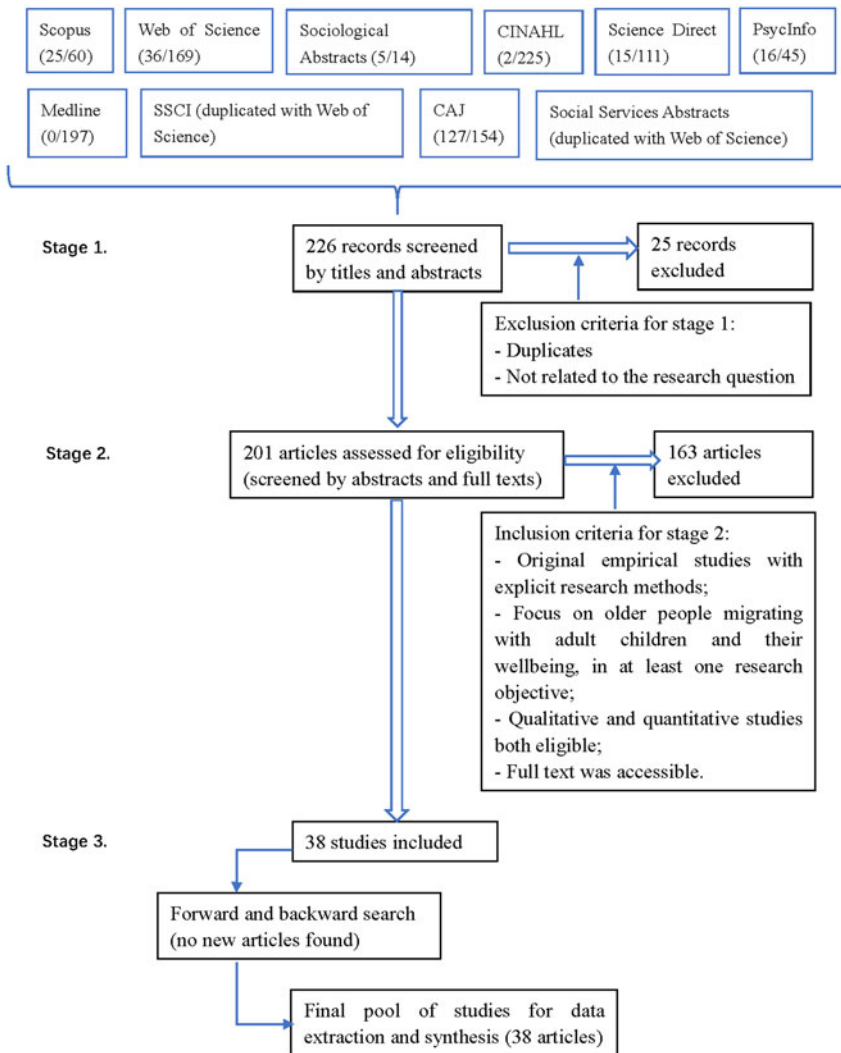 Scopus
(25/60)
Web of Science
(36/169)
Sociological
Abstracts (5/14)
CINAHL
(2/225)
Science Direct
(15/111)
PsycInfo
(16/45)
Medline
(0/197)
SSCI (duplicated with Web of
Science)
CAJ
(127/154)
Social Services Abstracts
(duplicated with Web of Science)
Stage 1.
226 records screened
by titles and abstracts
25 records
excluded
Exclusion criteria for stage 1:
- Duplicates
- Not related to the research question
Stage 2.
201 articles assessed for eligibility
(screened by abstracts and full texts)
163 articles
excluded
Inclusion criteria for stage 2:
- Original empirical studies with
explicit research methods;
- Focus on older people migrating
with adult children and their
wellbeing, in at least one research
objective;
- Qualitative and quantitative studies
both eligible;
- Full text was accessible.
Stage 3.
38 studies included
Forward and backward search
(no new articles found)
Final pool of studies for data
extraction and synthesis (38 articles)